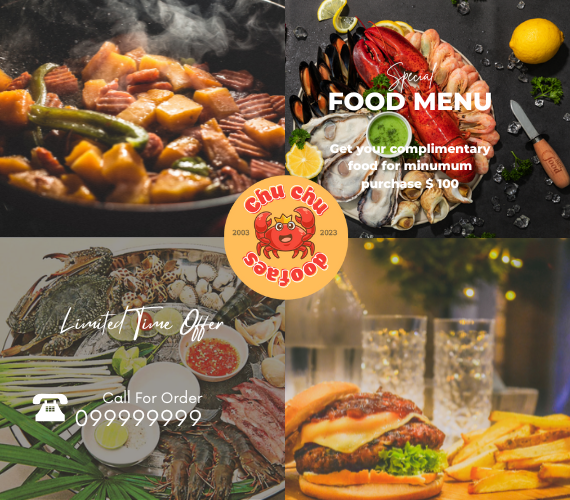 Special
FOOD MENU
Get your complimentary
food for minumum
purchase $ 100
food
chu chu
2003 2023
doofaes
Limited Time Offer
Call For Order
099999999